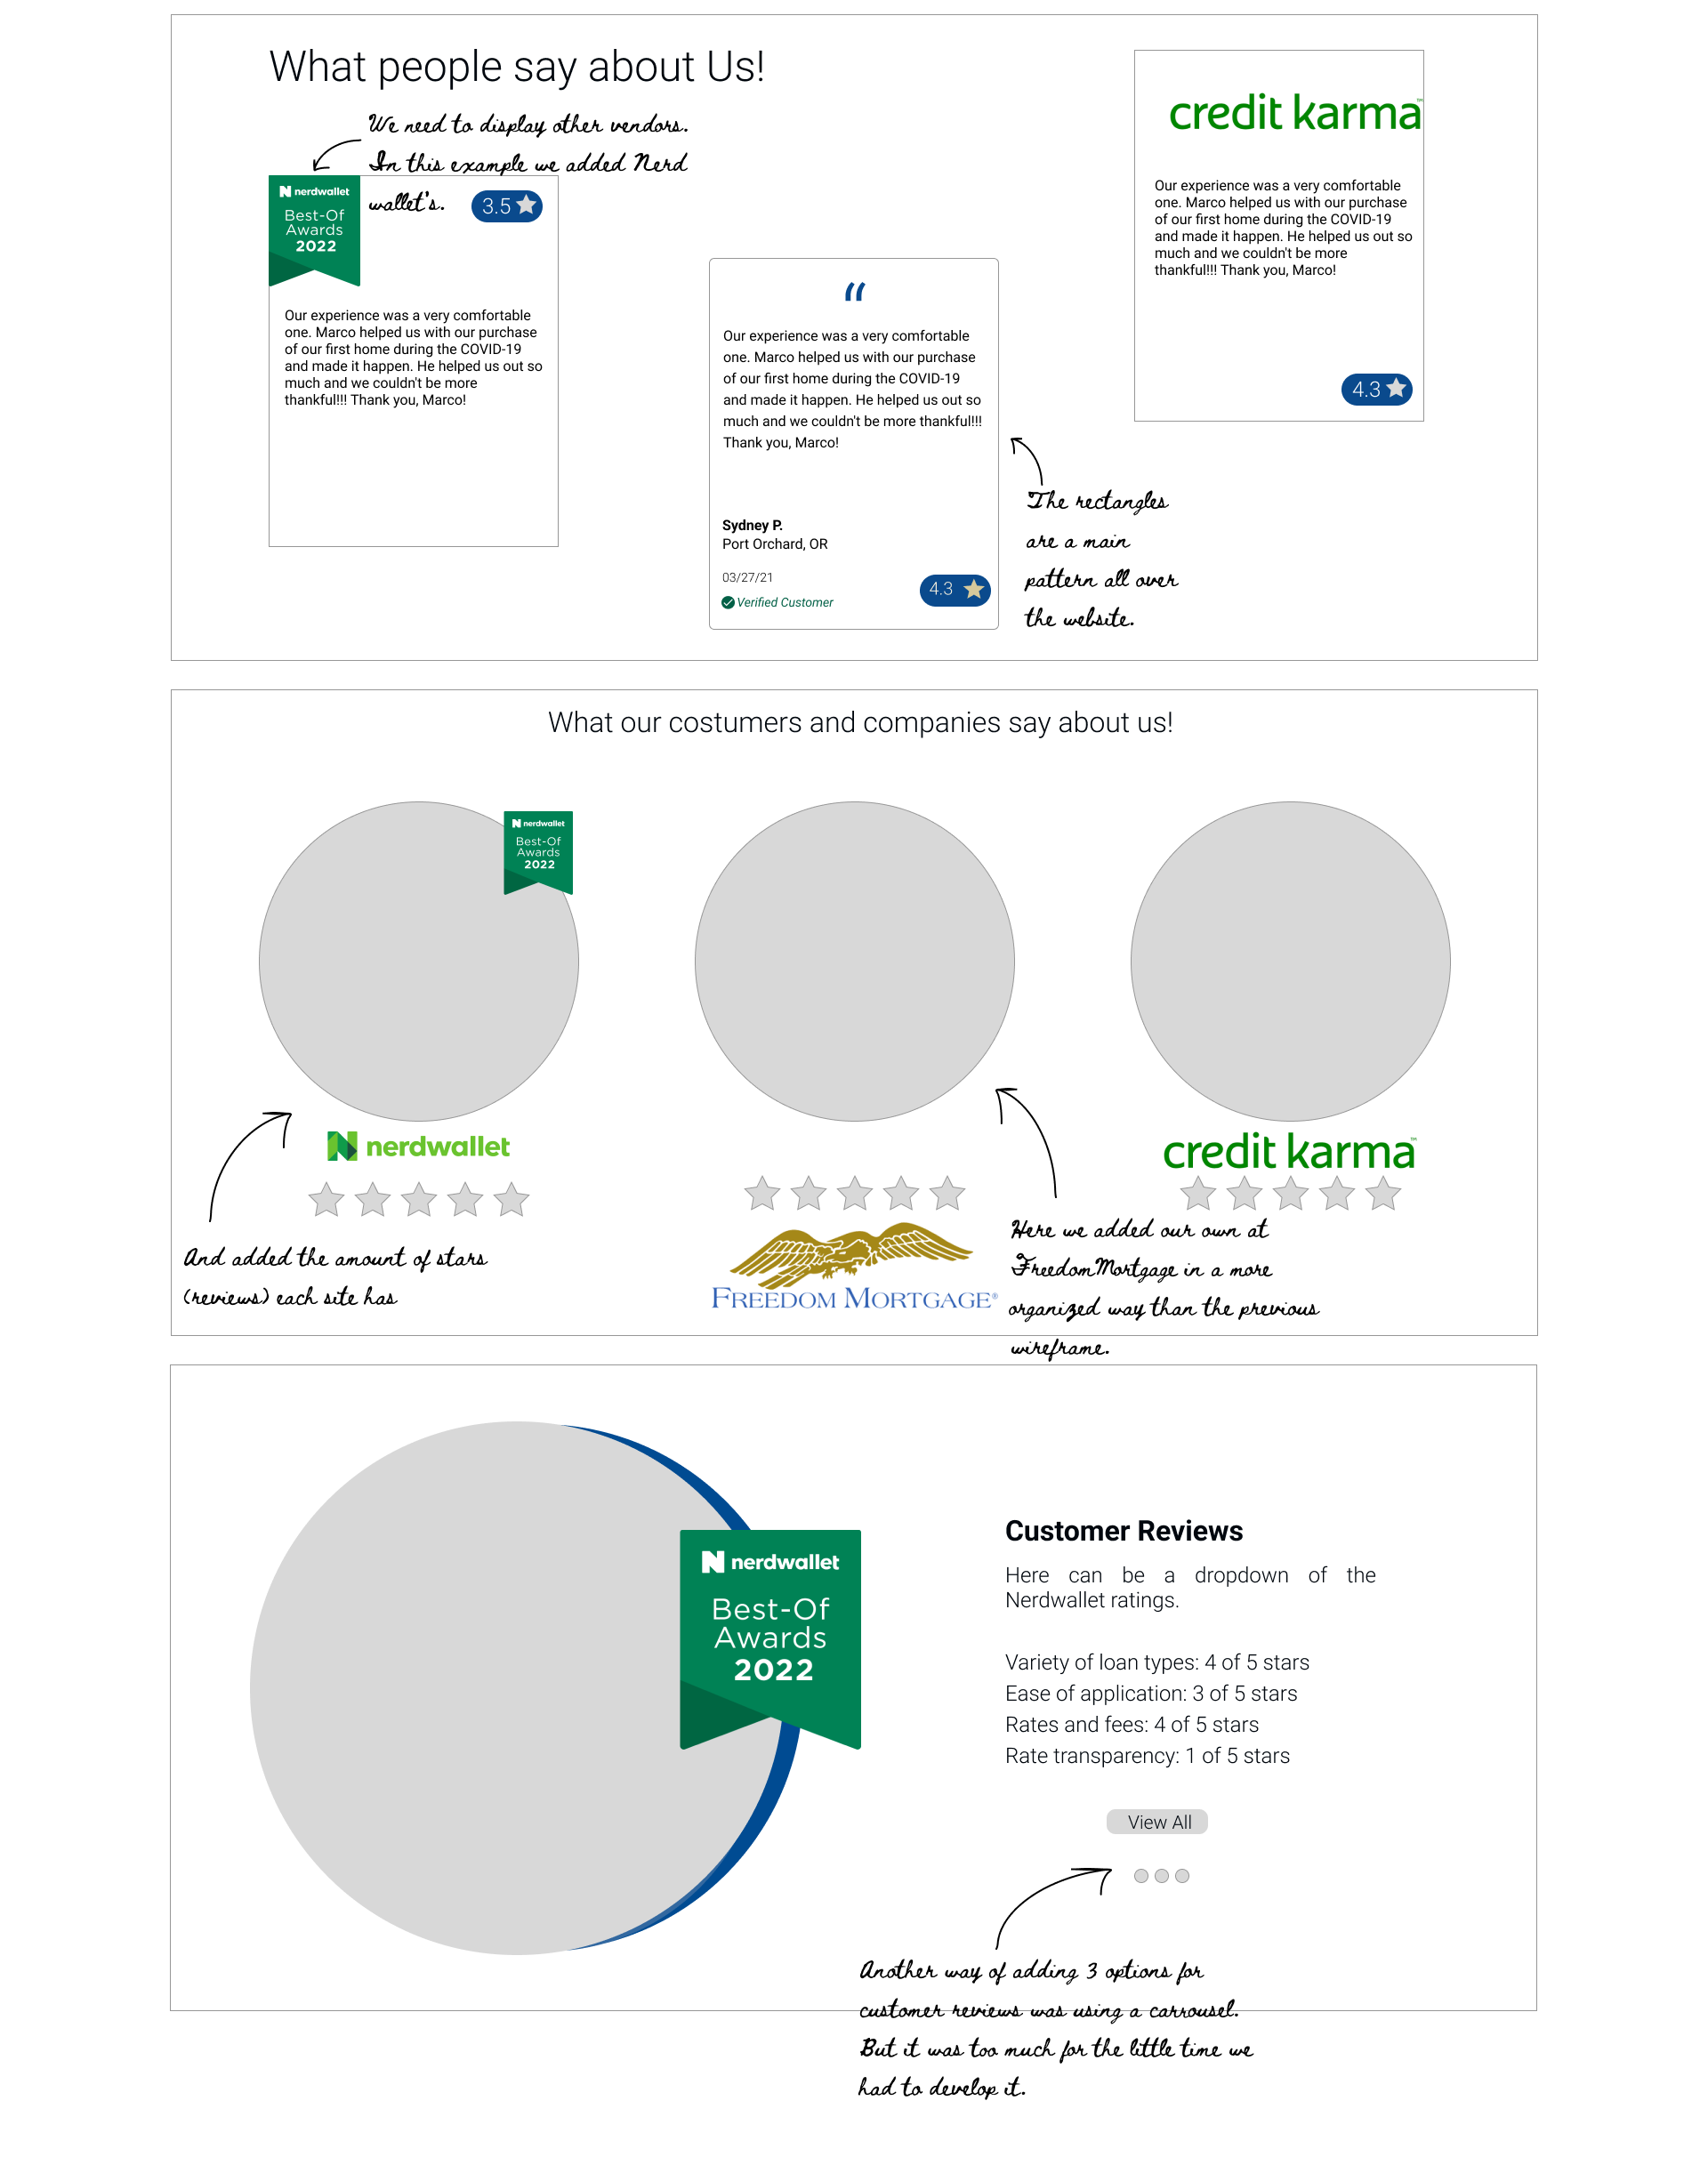 What people say about Us!
We need to display other vendors.
In this example we added Nerd
wallet's.
nerdwallet
Best-Of
Awards
2022
3.5
Our experience was a very comfortable
one. Marco helped us with our purchase
of our first home during the COVID-19
and made it happen. He helped us out so
much and we couldn't be more
thankful!!! Thank you, Marco!
“
Our experience was a very comfortable
one. Marco helped us with our purchase
of our first home during the COVID-19
and made it happen. He helped us out so
much and we couldn't be more thankful!!!
Thank you, Marco!
Sydney P.
Port Orchard, OR
03/27/21
Verified Customer
4.3
credit karma™
Our experience was a very comfortable
one. Marco helped us with our purchase
of our first home during the COVID-19
and made it happen. He helped us out so
much and we couldn't be more
thankful!!! Thank you, Marco!
4.3
The rectangles
are a main
pattern all over
the website.
What our costumers and companies say about us!
nerdwallet
Best-Of
Awards
2022
nerdwallet
And added the amount of stars
(reviews) each site has
FREEDOM MORTGAGE®
credit karma™
Here we added our own at
FreedomMortgage in a more
organized way than the previous
wireframe.
nerdwallet
Best-Of
Awards
2022
Customer Reviews
Here can be a dropdown of the
Nerdwallet ratings.
Variety of loan types: 4 of 5 stars
Ease of application: 3 of 5 stars
Rates and fees: 4 of 5 stars
Rate transparency: 1 of 5 stars
View All
Another way of adding 3 options for
customer reviews was using a carrousel.
But it was too much for the little time we
had to develop it.